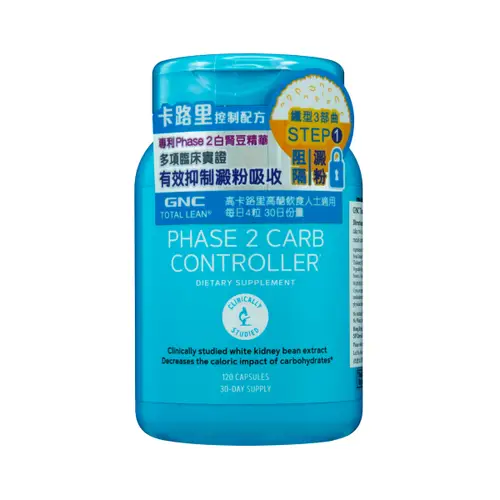 卡路里 控制配方
專利Phase 2白腎豆精華
多項臨床實證
有效抑制澱粉吸收
纖型3部曲
STEP 1
阻隔 澱粉
GNC
TOTAL LEAN®
高卡路里高醣飲食人士適用
每日4粒 30日份量
PHASE 2 CARB
CONTROLLER
DIETARY SUPPLEMENT
CLINICALLY
STUDIED
Clinically studied white kidney bean extract
Decreases the caloric impact of carbohydrates*
120 CAPSULES
30-DAY SUPPLY